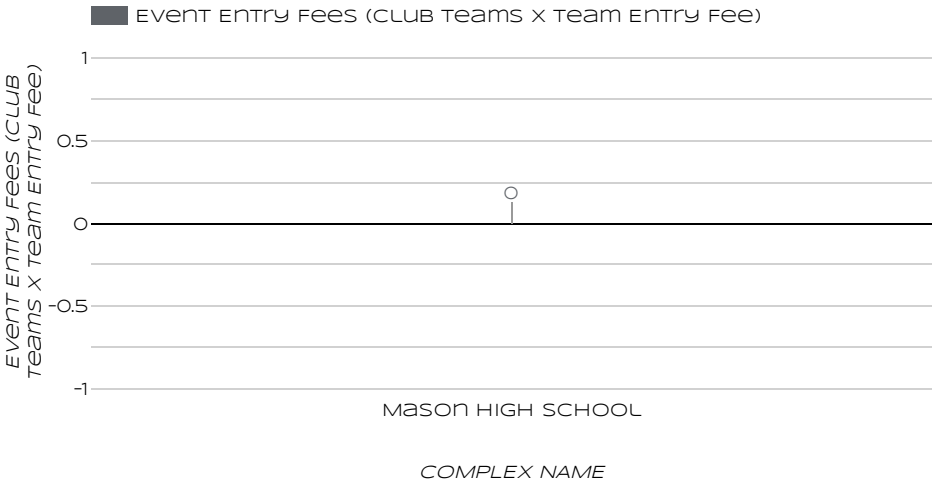 Event Entry Fees (Club Teams x Team Entry Fee)
Event Entry Fees (Club
Teams x Team Entry Fee)
1
0.5
0
-0.5
-1
0
Mason High School
Complex Name